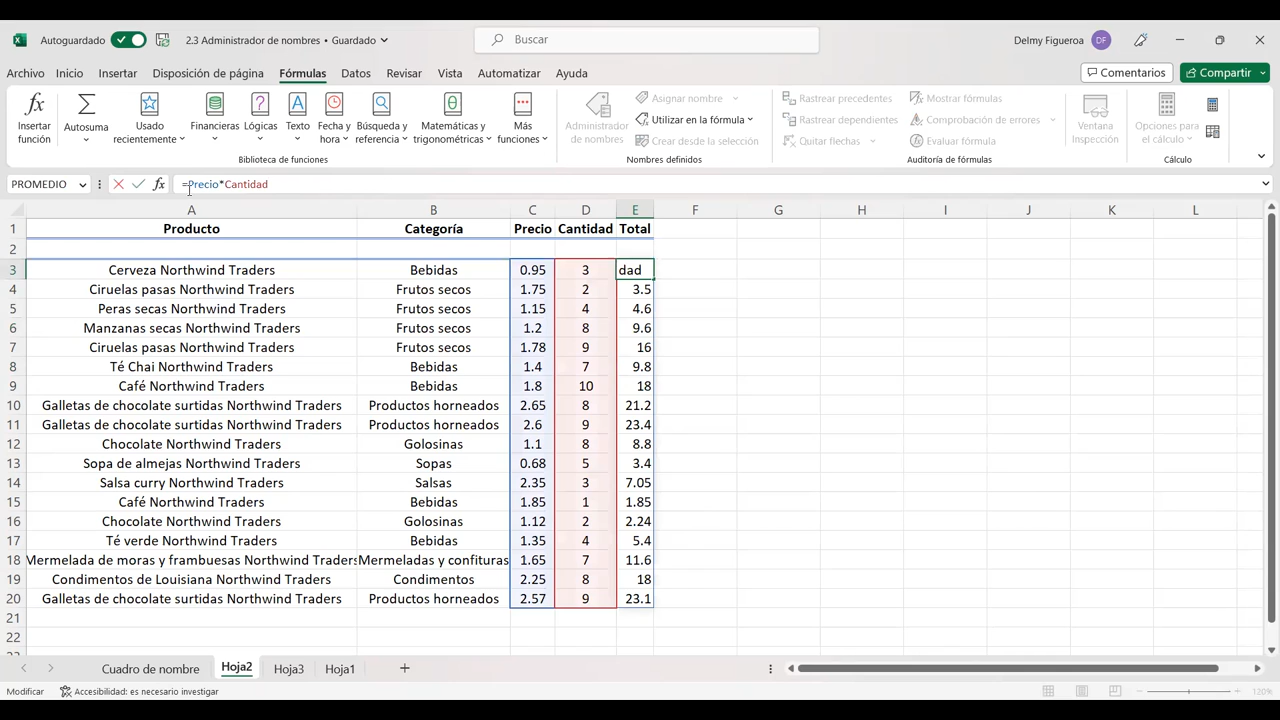 Autoguardado 2.3 Administrador de nombres • Guardado Buscar Delmy Figueroa DF
Archivo Inicio Insertar Disposición de página Fórmulas Datos Revisar Vista Automatizar Ayuda Comentarios Compartir
Insertar función Autosuma Usado recientemente Financieras Lógicas Texto Fecha y hora Búsqueda y referencia Matemáticas y trigonométricas Más funciones
Biblioteca de funciones
Administrador de nombres Asignar nombre Utilizar en la fórmula Crear desde la selección
Nombres definidos
Rastrear precedentes Rastrear dependientes Quitar flechas Mostrar fórmulas Comprobación de errores Evaluar fórmula
Auditoría de fórmulas
Ventana Inspección Opciones para el cálculo
Cálculo
PROMEDIO fx =Precio*Cantidad
A B C D E F G H I J K L
1 Producto Categoría Precio Cantidad Total
2
3 Cerveza Northwind Traders Bebidas 0.95 3 dad
4 Ciruelas pasas Northwind Traders Frutos secos 1.75 2 3.5
5 Peras secas Northwind Traders Frutos secos 1.15 4 4.6
6 Manzanas secas Northwind Traders Frutos secos 1.2 8 9.6
7 Ciruelas pasas Northwind Traders Frutos secos 1.78 9 16
8 Té Chai Northwind Traders Bebidas 1.4 7 9.8
9 Café Northwind Traders Bebidas 1.8 10 18
10 Galletas de chocolate surtidas Northwind Traders Productos horneados 2.65 8 21.2
11 Galletas de chocolate surtidas Northwind Traders Productos horneados 2.6 9 23.4
12 Chocolate Northwind Traders Golosinas 1.1 8 8.8
13 Sopa de almejas Northwind Traders Sopas 0.68 5 3.4
14 Salsa curry Northwind Traders Salsas 2.35 3 7.05
15 Café Northwind Traders Bebidas 1.85 1 1.85
16 Chocolate Northwind Traders Golosinas 1.12 2 2.24
17 Té verde Northwind Traders Bebidas 1.35 4 5.4
18 Mermelada de moras y frambuesas Northwind Traders Mermeladas y confituras 1.65 7 11.6
19 Condimentos de Louisiana Northwind Traders Condimentos 2.25 8 18
20 Galletas de chocolate surtidas Northwind Traders Productos horneados 2.57 9 23.1
21
22
Cuadro de nombre Hoja2 Hoja3 Hoja1
Modificar Accesibilidad: es necesario investigar 130%